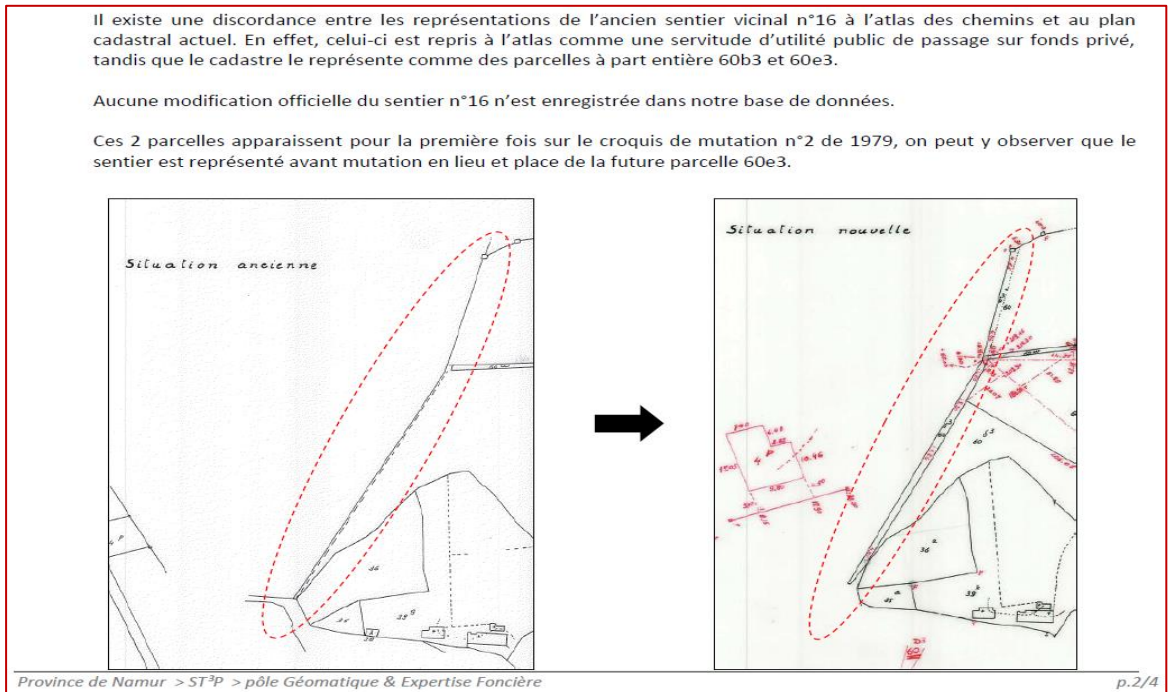 Il existe une discordance entre les représentations de l'ancien sentier vicinal n°16 à l'atlas des chemins et au plan
cadastral actuel. En effet, celui-ci est repris à l'atlas comme une servitude d'utilité public de passage sur fonds privé,
tandis que le cadastre le représente comme des parcelles à part entière 60b3 et 60e3.
Aucune modification officielle du sentier n°16 n'est enregistrée dans notre base de données.
Ces 2 parcelles apparaissent pour la première fois sur le croquis de mutation n°2 de 1979, on peut y observer que le
sentier est représenté avant mutation en lieu et place de la future parcelle 60e3.
Situation ancienne
36
Situation nouvelle
60
10.46
36 a
Province de Namur > ST³P > pôle Géomatique & Expertise Foncière
p.2/4